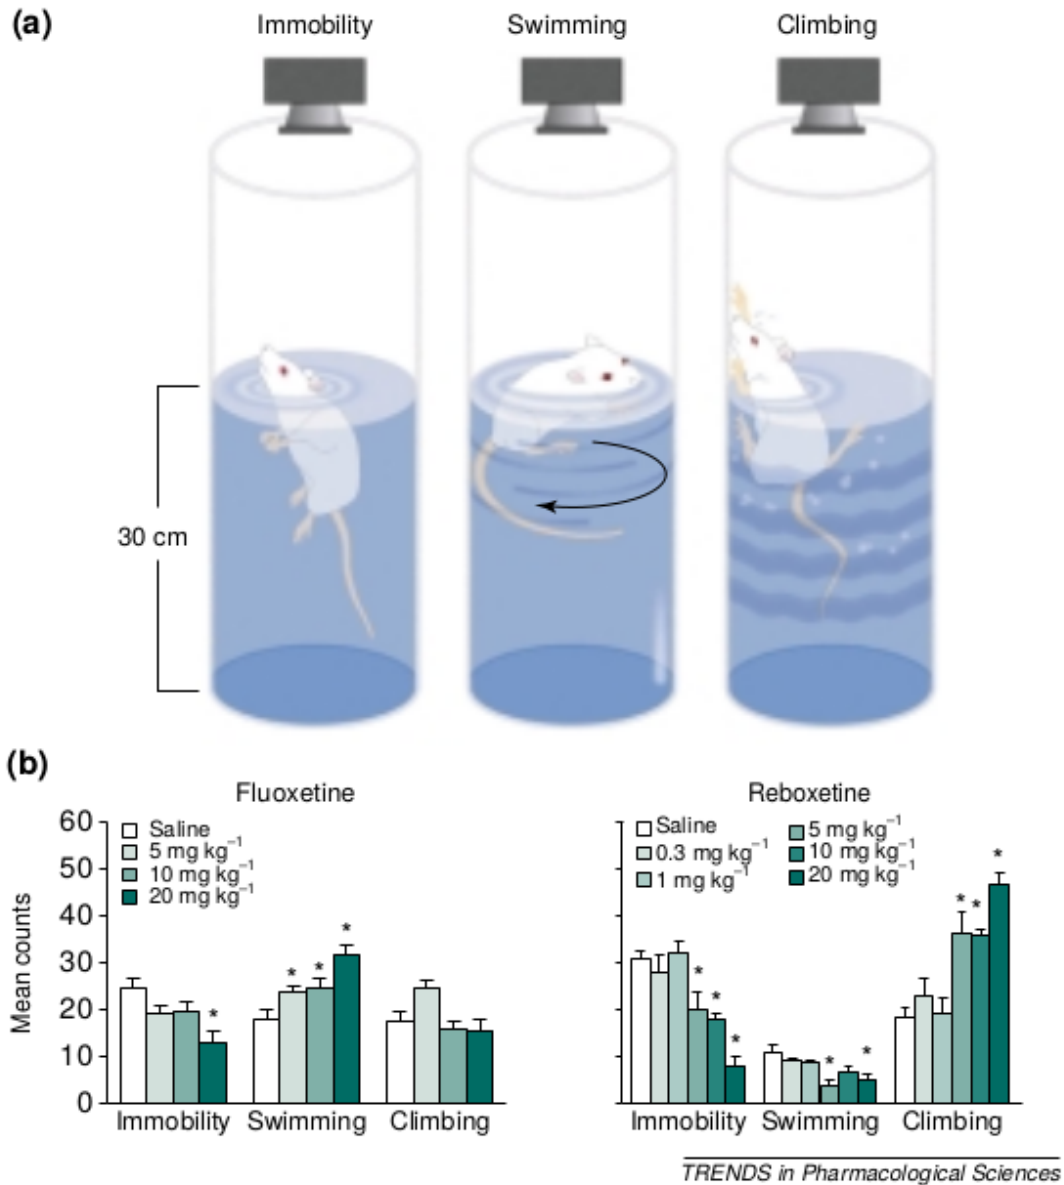 (a)
Immobility Swimming Climbing
30 cm
(b)
Fluoxetine
Mean counts
60
50
40
30
20
10
0
Saline
5 mg kg⁻¹
10 mg kg⁻¹
20 mg kg⁻¹
*
* * *
Immobility Swimming Climbing
Reboxetine
Saline
0.3 mg kg⁻¹
1 mg kg⁻¹
5 mg kg⁻¹
10 mg kg⁻¹
20 mg kg⁻¹
* * *
* *
* * *
Immobility Swimming Climbing
TRENDS in Pharmacological Sciences